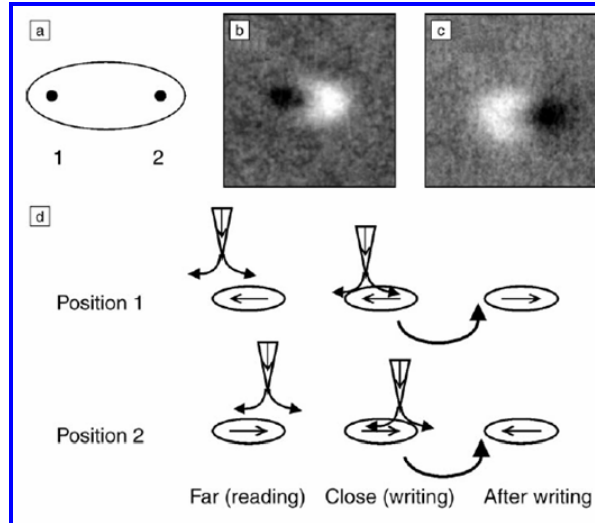 a
b
c
1 2
d
Position 1
Position 2
Far (reading) Close (writing) After writing